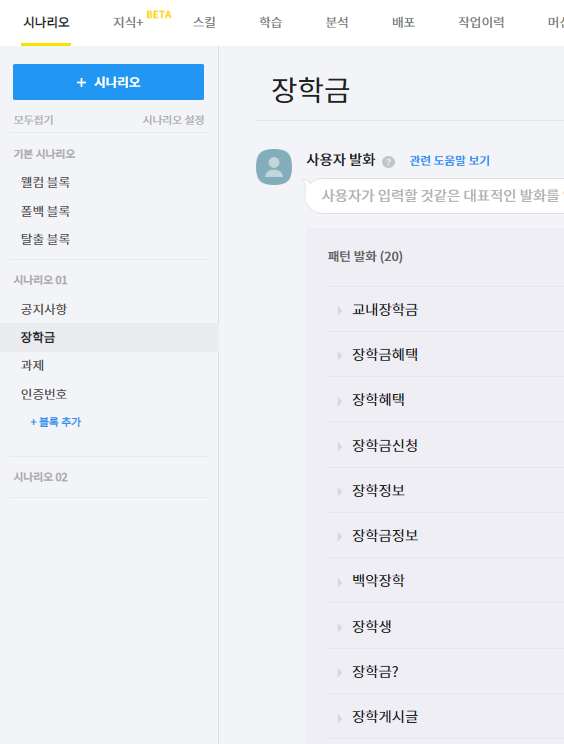 시나리오 지식+ BETA 스킬 학습 분석 배포 작업이력
+ 시나리오
모두접기 시나리오 설정
기본 시나리오
웰컴 블록
폴백 블록
탈출 블록
시나리오 01
공지사항
장학금
과제
인증번호
+ 블록 추가
시나리오 02
장학금
사용자 발화 ? 관련 도움말 보기
사용자가 입력할 것같은 대표적인 발화를
패턴 발화 (20)
교내장학금
장학금혜택
장학혜택
장학금신청
장학정보
장학금정보
백악장학
장학생
장학금?
장학게시글